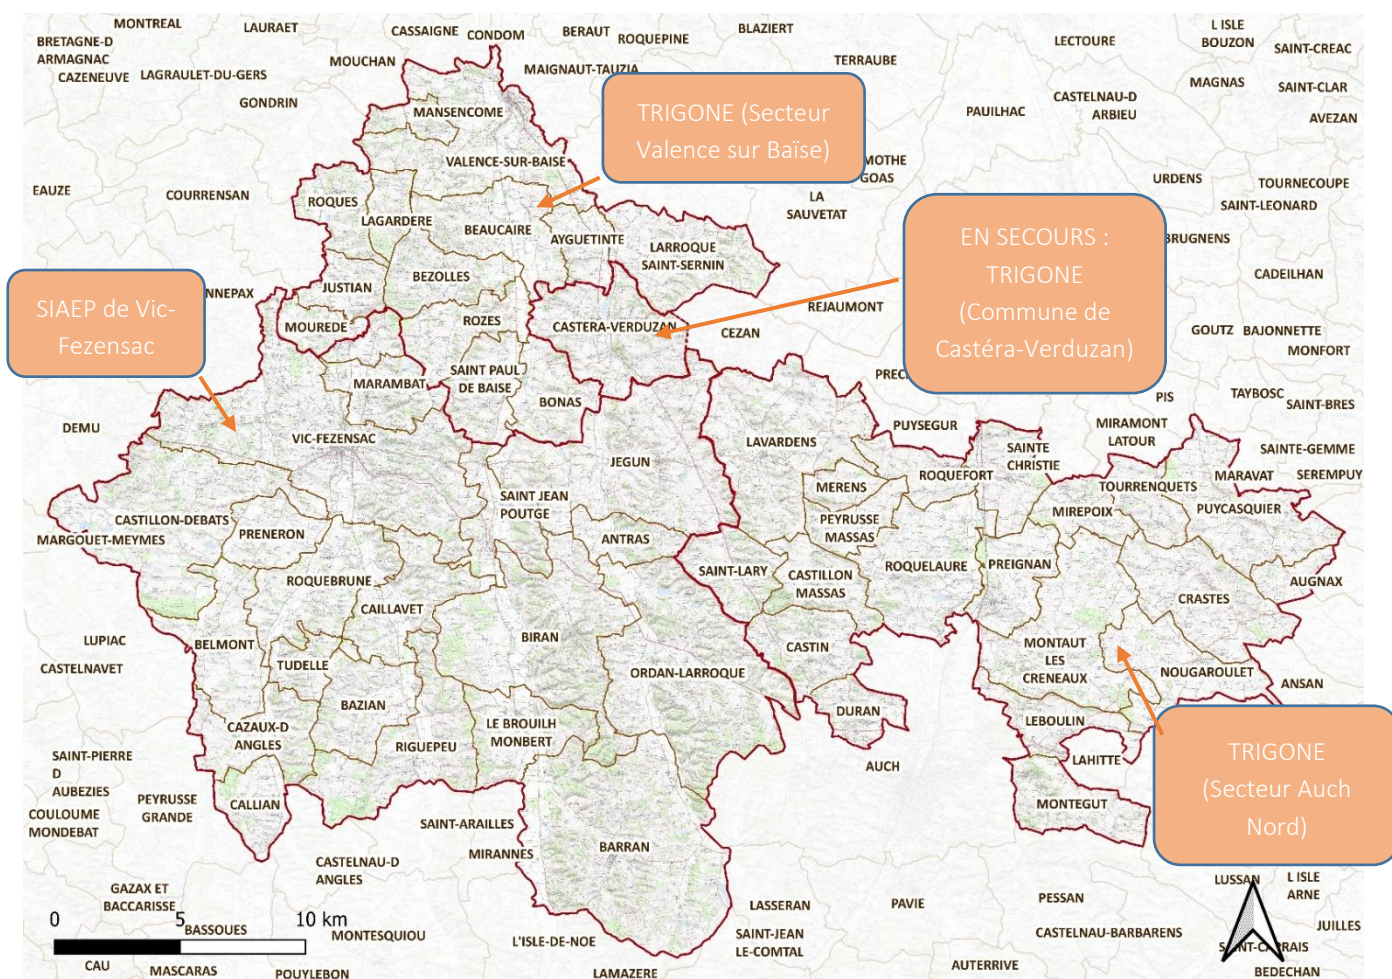 MONTREAL
LAURAET
CASSAIGNE
CONDOM
BERAUT
ROQUEPINE
BLAZIERT
L ISLE
BOUZON
BRETAGNE-D
ARMAGNAC
CAZENEUVE
LAGRAULET-DU-GERS
MOUCHAN
MAIGNAUT-TAUZIA
TERRAUBE
LECTOURE
SAINT-CREAC
MAGNAS
SAINT-CLAR
GONDRIN
MANSENCOME
TRIGONE (Secteur
Valence sur Baïse)
PAUILHAC
CASTELNAU-D
ARBIEU
AVEZAN
EAUZE
COURRENSAN
VALENCE-SUR-BAISE
MOTHE
GOAS
LA
SAUVETAT
URDENS
TOURNECOUPE
SAINT-LEONARD
ROQUES
LAGARDERE
BEAUCAIRE
AYGUETINTE
LARROQUE
SAINT-SERNIN
EN SECOURS :
TRIGONE
(Commune de
Castéra-Verduzan)
BRUGNENS
CADEILHAN
SIAEP de Vic-
Fezensac
NNEPAX
JUSTIAN
BEZOLLES
MOUREDE
ROZES
CASTERA-VERDUZAN
CEZAN
REJAUMONT
GOUTZ
BAJONNETTE
MONFORT
MARAMBAT
SAINT PAUL
DE BAISE
BONAS
PREC
PIS
TAYBOSC
SAINT-BRES
DEMU
VIC-FEZENSAC
JEGUN
LAVARDENS
PUYSEGUR
MIRAMONT
LATOUR
SAINTE
CHRISTIE
SAINTE-GEMME
ROQUEFORT
MARAVAT
SEREMPUY
MERENS
TOURRENQUETS
PUYCASQUIER
SAINT JEAN
POUTGE
CASTILLON-DEBATS
MARGOUET-MEYMES
PRENERON
ANTRAS
PEYRUSSE
MASSAS
MIREPOIX
ROQUEBRUNE
CAILLAVET
SAINT-LARY
CASTILLON
MASSAS
ROQUELAURE
PREIGNAN
AUGNAX
CRASTES
LUPIAC
CASTELNAVET
BELMONT
TUDELLE
BIRAN
CASTIN
ORDAN-LARROQUE
MONTAUT
LES
CRENEAUX
NOUGAROULET
ANSAN
BAZIAN
DURAN
CAZAUX-D
ANGLES
LE BROUILH
MONBERT
RIGUEPEU
LEBOULIN
LAHITTE
AUCH
TRIGONE
(Secteur Auch
Nord)
SAINT-PIERRE
D
AUBEZIES
PEYRUSSE
GRANDE
COULOUME
MONDEBAT
CALLIAN
MONTEGUT
SAINT-ARAILLES
MIRANNES
BARRAN
CASTELNAU-D
ANGLES
GAZAX ET
BACCARISSE
LASSERAN
PAVIE
PESSAN
LUSSAN
L ISLE
ARNE
0 5 10 km
BASSOUES
MONTESQUIOU
L'ISLE-DE-NOE
SAINT-JEAN
LE-COMTAL
CASTELNAU-BARBARENS
JUILLES
CAU
MASCARAS
POUYLEBON
LAMAZERE
AUTERRIVE
BEDECHAN